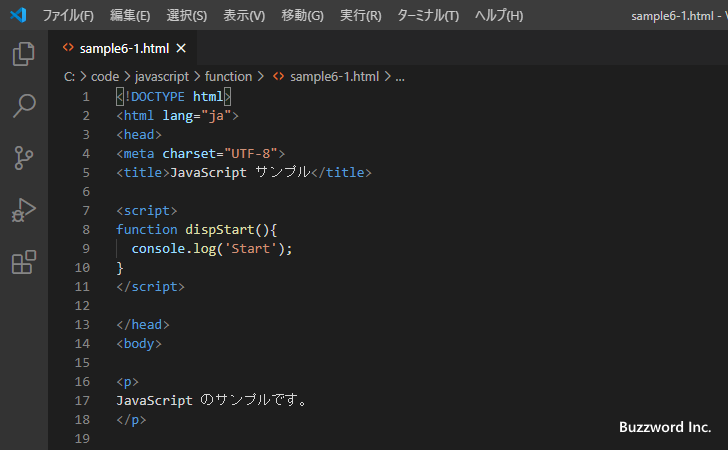 ファイル(F) 編集(E) 選択(S) 表示(V) 移動(G) 実行(R) ターミナル(T) ヘルプ(H) sample6-1.html - V
<> sample6-1.html ×
C: > code > javascript > function > <> sample6-1.html > ...
1 <!DOCTYPE html>
2 <html lang="ja">
3 <head>
4 <meta charset="UTF-8">
5 <title>JavaScript サンプル</title>
6
7 <script>
8 function dispStart(){
9   console.log('Start');
10 }
11 </script>
12
13 </head>
14 <body>
15
16 <p>
17 JavaScript のサンプルです。
18 </p>
19
Buzzword Inc.